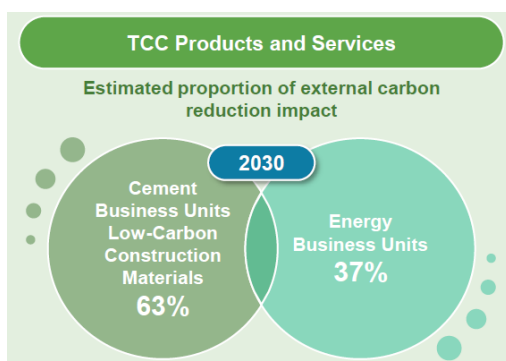 TCC Products and Services
Estimated proportion of external carbon
reduction impact
2030
Cement
Business Units
Low-Carbon
Construction
Materials
63%
Energy
Business Units
37%